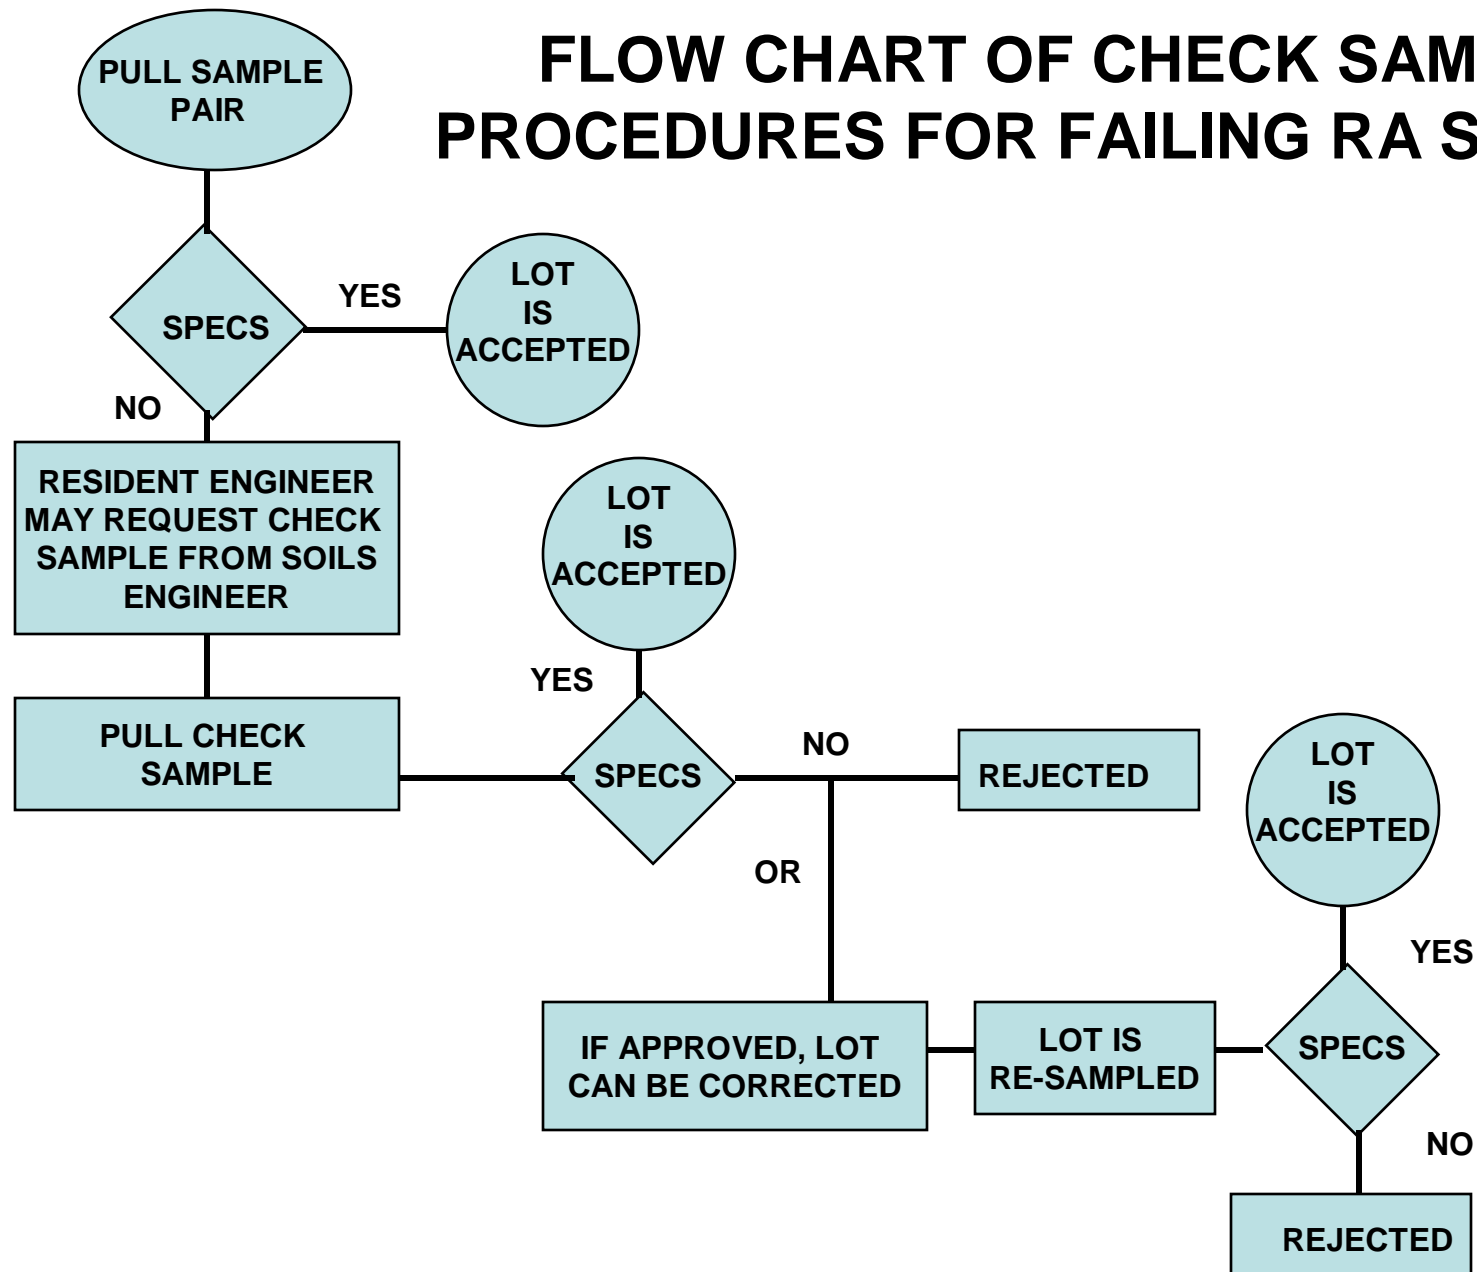 FLOW CHART OF CHECK SAM
PROCEDURES FOR FAILING RA S
PULL SAMPLE
PAIR
SPECS
YES
LOT
IS
ACCEPTED
NO
RESIDENT ENGINEER
MAY REQUEST CHECK
SAMPLE FROM SOILS
ENGINEER
PULL CHECK
SAMPLE
LOT
IS
ACCEPTED
YES
SPECS
NO
REJECTED
OR
IF APPROVED, LOT
CAN BE CORRECTED
LOT IS
RE-SAMPLED
SPECS
YES
LOT
IS
ACCEPTED
NO
REJECTED